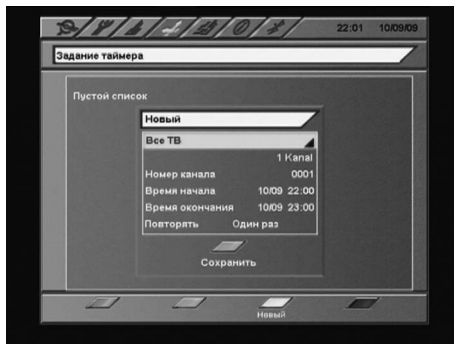 22:01 10/09/09
Задание таймера
Пустой список
Новый
Все ТВ
1 Kanal
Номер канала 0001
Время начала 10/09 22:00
Время окончания 10/09 23:00
Повторять Один раз
Сохранить
Новый